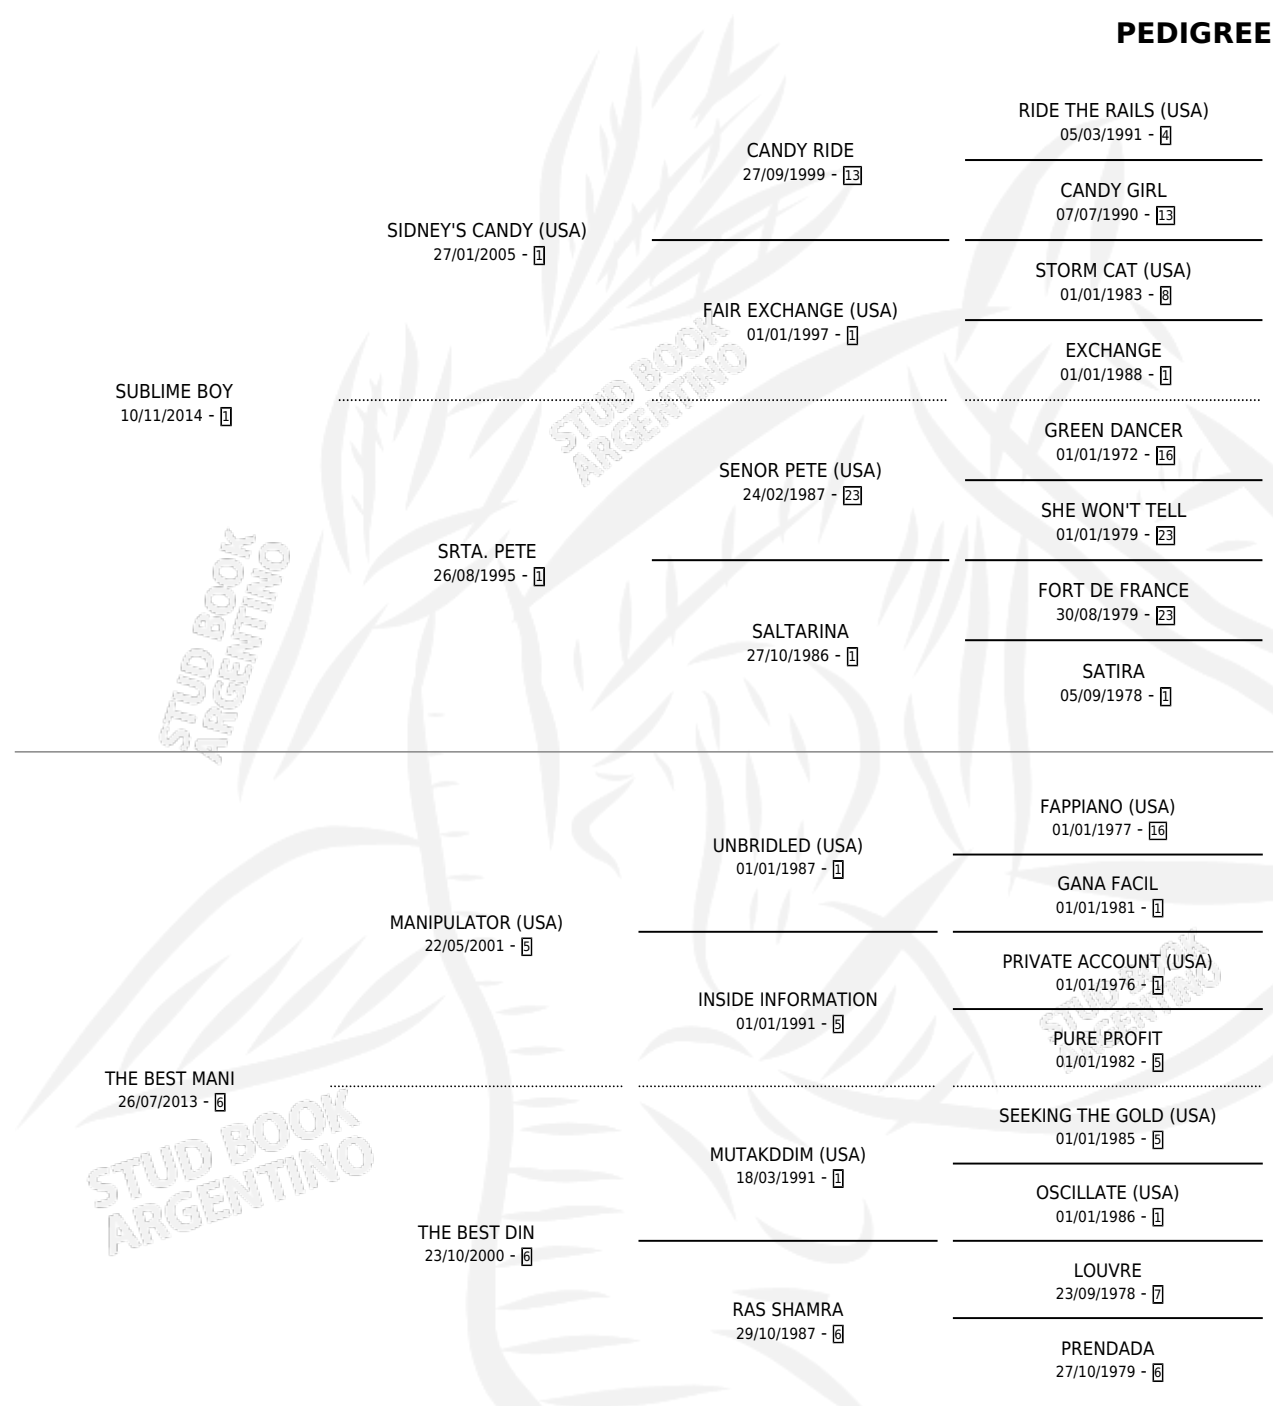 PEDIGREE
RIDE THE RAILS (USA)
05/03/1991 - 4
CANDY RIDE
27/09/1999 - 13
CANDY GIRL
07/07/1990 - 13
SIDNEY'S CANDY (USA)
27/01/2005 - 1
STORM CAT (USA)
01/01/1983 - 8
FAIR EXCHANGE (USA)
01/01/1997 - 1
EXCHANGE
01/01/1988 - 1
SUBLIME BOY
10/11/2014 - 1
GREEN DANCER
01/01/1972 - 16
SENOR PETE (USA)
24/02/1987 - 23
SHE WON'T TELL
01/01/1979 - 23
SRTA. PETE
26/08/1995 - 1
FORT DE FRANCE
30/08/1979 - 23
SALTARINA
27/10/1986 - 1
SATIRA
05/09/1978 - 1
FAPPIANO (USA)
01/01/1977 - 16
UNBRIDLED (USA)
01/01/1987 - 1
GANA FACIL
01/01/1981 - 1
MANIPULATOR (USA)
22/05/2001 - 5
PRIVATE ACCOUNT (USA)
01/01/1976 - 1
INSIDE INFORMATION
01/01/1991 - 5
PURE PROFIT
01/01/1982 - 5
THE BEST MANI
26/07/2013 - 6
SEEKING THE GOLD (USA)
01/01/1985 - 5
MUTAKDDIM (USA)
18/03/1991 - 1
OSCILLATE (USA)
01/01/1986 - 1
THE BEST DIN
23/10/2000 - 6
LOUVRE
23/09/1978 - 7
RAS SHAMRA
29/10/1987 - 6
PRENDADA
27/10/1979 - 6
STUD BOOK
ARGENTINO
STUD BOOK
ARGENTINO
STUD BOOK
ARGENTINO
STUD BOOK
ARGENTINO